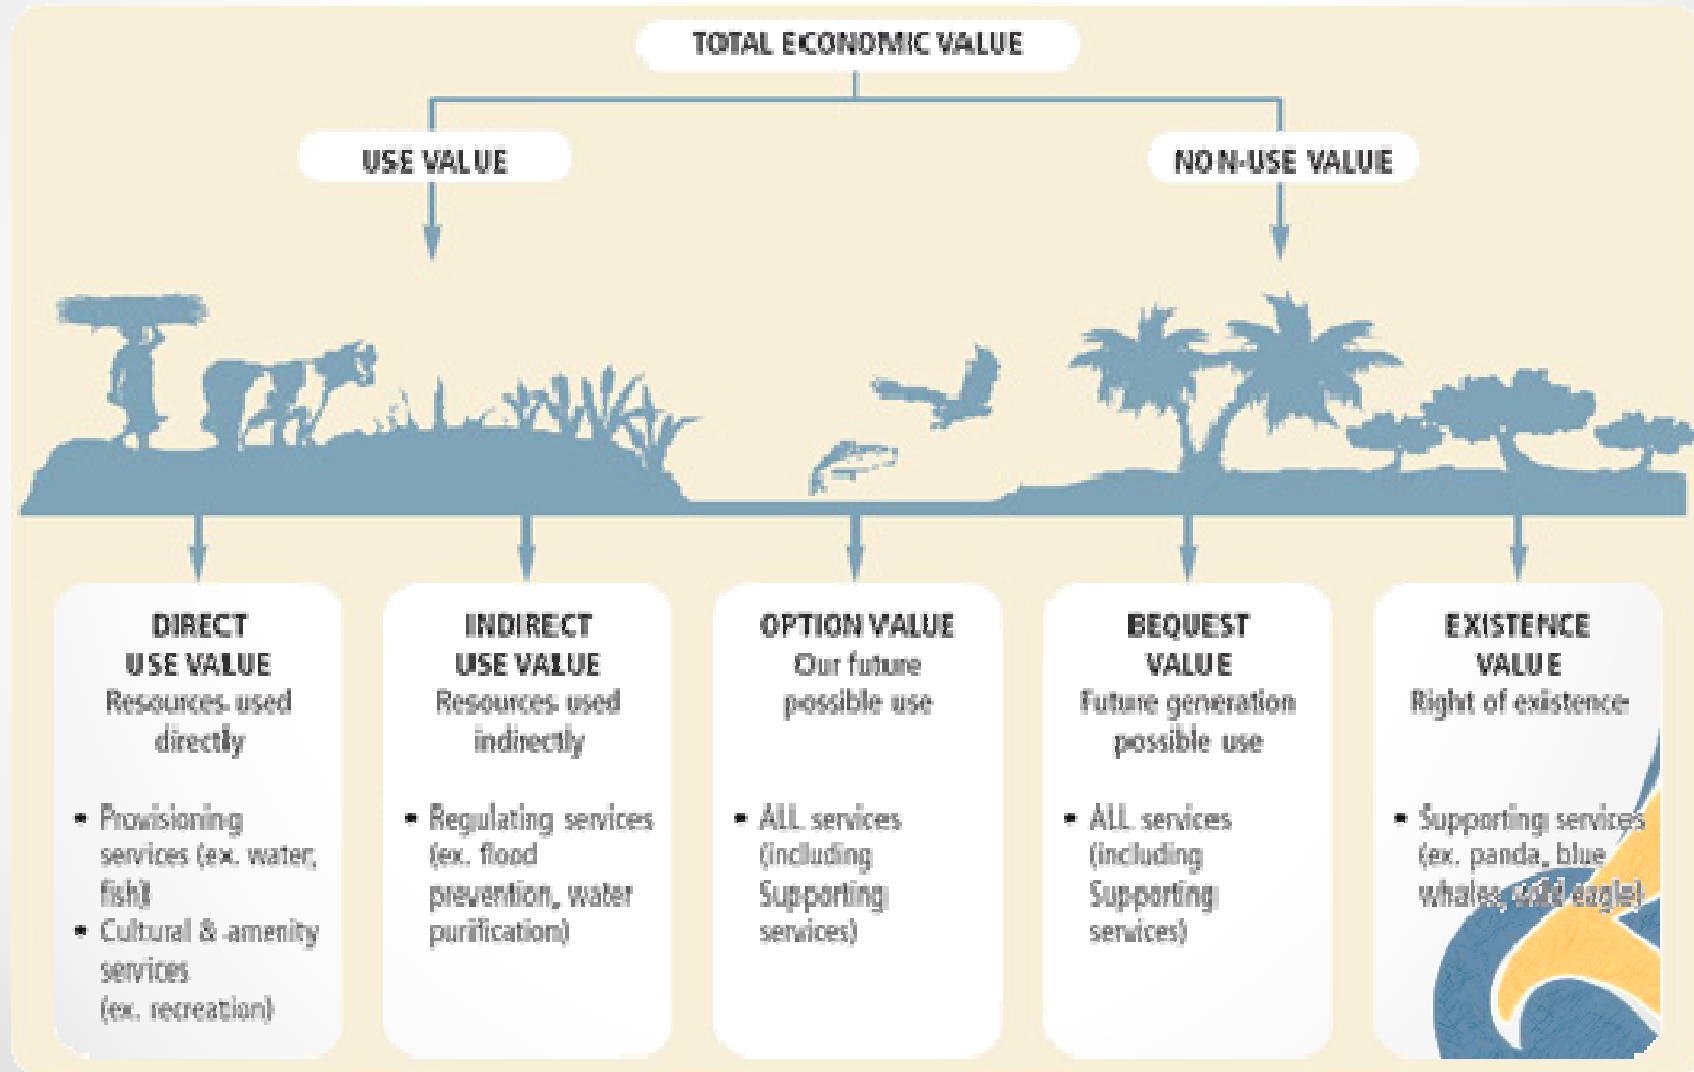 TOTAL ECONOMIC VALUE
USE VALUE
NON-USE VALUE
DIRECT
USE VALUE
Resources used
directly
• Provisioning
services (ex. water,
fish)
• Cultural & amenity
services
(ex. recreation)
INDIRECT
USE VALUE
Resources used
indirectly
• Regulating services
(ex. flood
prevention, water
purification)
OPTION VALUE
Our future
possible use
• ALL services
(including
Supporting
services)
BEQUEST
VALUE
Future generation
possible use
• ALL services
(including
Supporting
services)
EXISTENCE
VALUE
Right of existence
• Supporting services
(ex. panda, blue
whales, wild eagle)